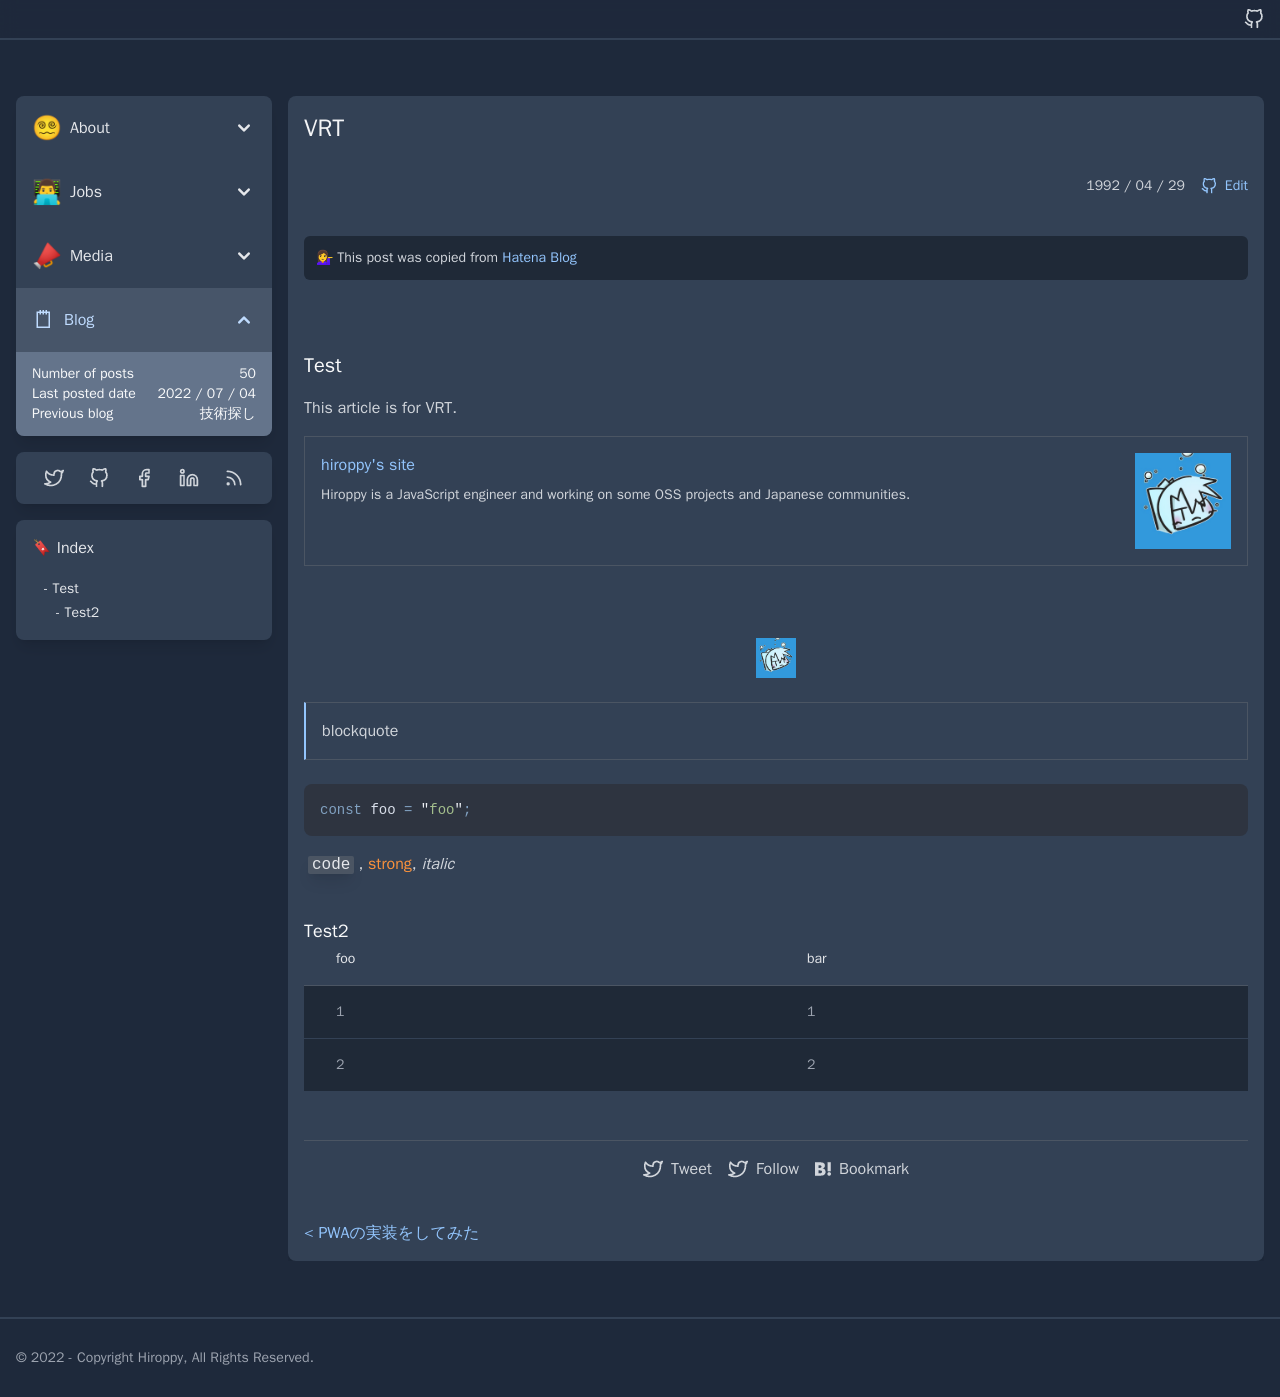 About
Jobs
Media
Blog
Number of posts 50
Last posted date 2022 / 07 / 04
Previous blog 技術探し
Index
- Test
- Test2
VRT
1992 / 04 / 29 Edit
This post was copied from Hatena Blog
Test
This article is for VRT.
hiroppy's site
Hiroppy is a JavaScript engineer and working on some OSS projects and Japanese communities.
blockquote
const foo = "foo";
code , strong, italic
Test2
foo bar
1 1
2 2
Tweet Follow B! Bookmark
< PWAの実装をしてみた
© 2022 - Copyright Hiroppy, All Rights Reserved.